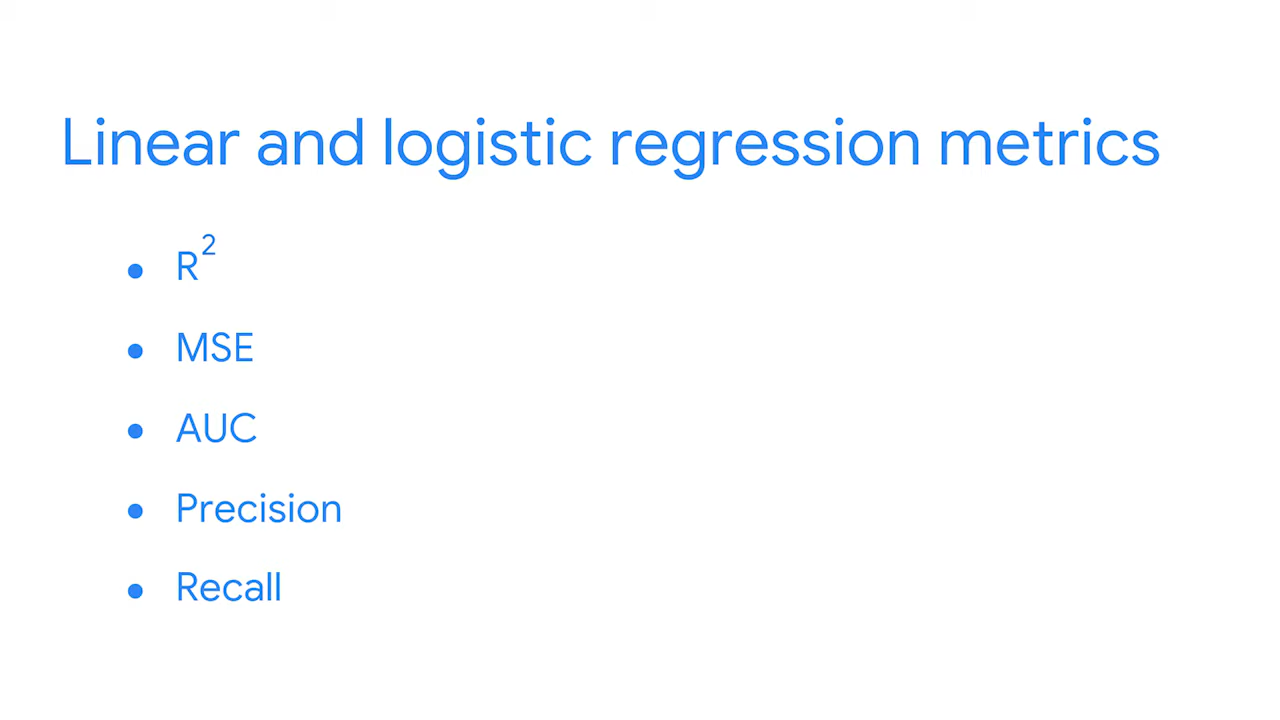 Linear and logistic regression metrics
● R²
● MSE
● AUC
● Precision
● Recall